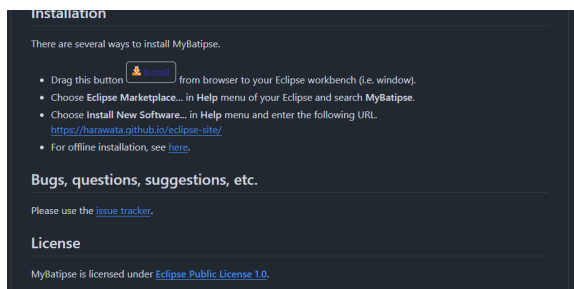 Installation
There are several ways to install MyBatipse.
• Drag this button Install from browser to your Eclipse workbench (i.e. window).
• Choose Eclipse Marketplace... in Help menu of your Eclipse and search MyBatipse.
• Choose Install New Software... in Help menu and enter the following URL.
https://harawata.github.io/eclipse-site/
• For offline installation, see here.
Bugs, questions, suggestions, etc.
Please use the issue tracker.
License
MyBatipse is licensed under Eclipse Public License 1.0.